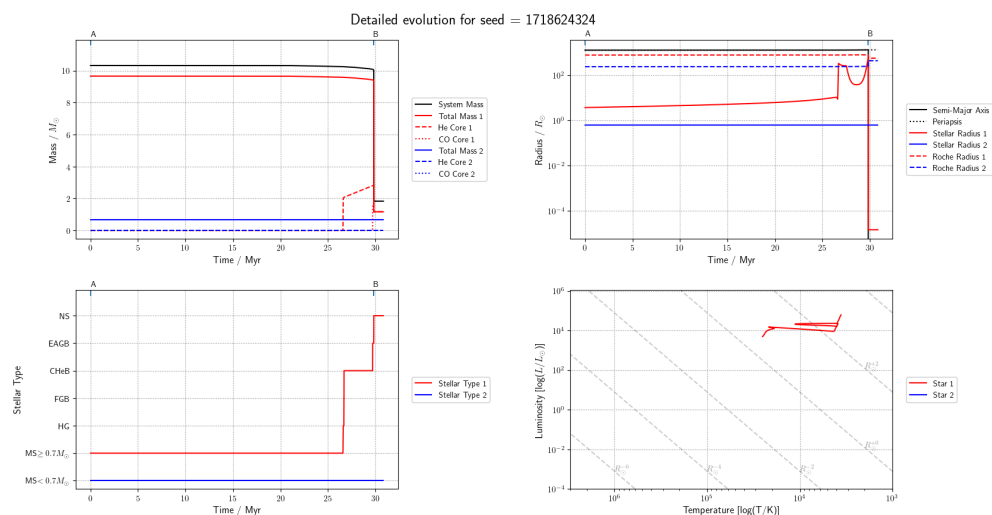 Detailed evolution for seed = 1718624324
A
B
10
8
6
4
2
0
Mass / $M_\odot$
0
5
10
15
20
25
30
Time / Myr
System Mass
Total Mass 1
He Core 1
CO Core 1
Total Mass 2
He Core 2
CO Core 2
A
B
10²
10⁰
10⁻²
10⁻⁴
Radius / $R_\odot$
0
5
10
15
20
25
30
Time / Myr
Semi-Major Axis
Periapsis
Stellar Radius 1
Stellar Radius 2
Roche Radius 1
Roche Radius 2
A
B
NS
EAGB
CHeB
FGB
HG
MS≥0.7M⊙
MS<0.7M⊙
Stellar Type
0
5
10
15
20
25
30
Time / Myr
Stellar Type 1
Stellar Type 2
10⁶
10⁴
10²
10⁰
10⁻²
10⁻⁴
Luminosity [log(L/L⊙)]
10⁶
10⁵
10⁴
10³
Temperature [log(T/K)]
Star 1
Star 2